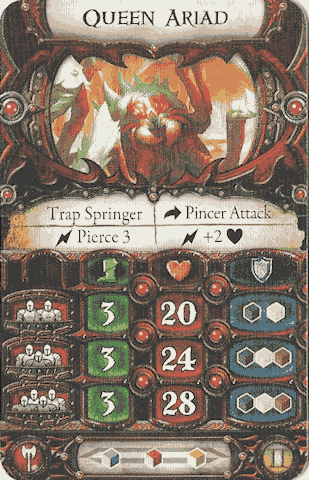 Queen Ariad
Trap Springer Pincer Attack
Pierce 3 +2
3 20
3 24
3 28
II